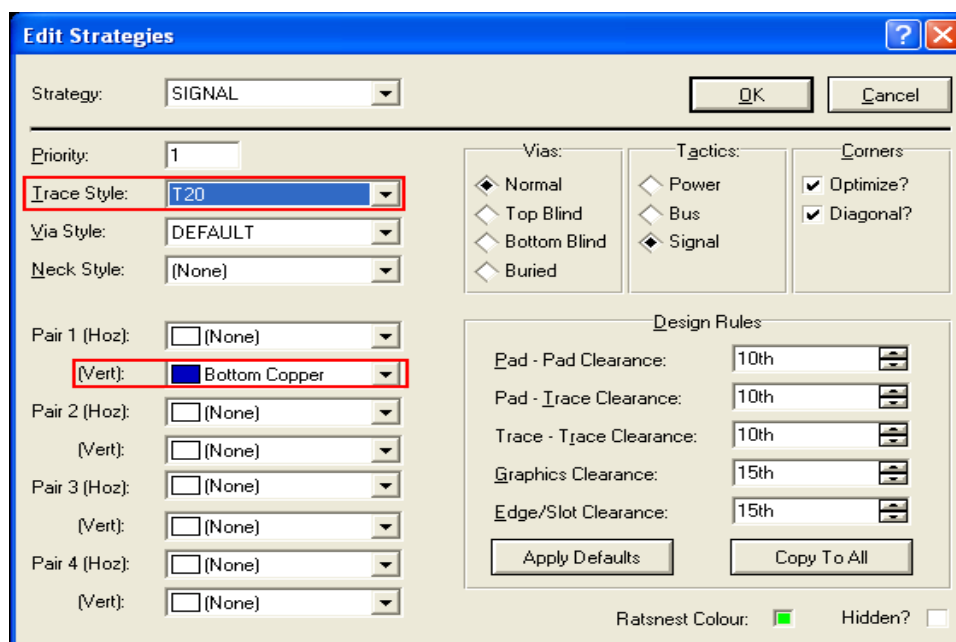 Edit Strategies
Strategy: SIGNAL
OK Cancel
Priority: 1
Trace Style: T20
Via Style: DEFAULT
Neck Style: (None)
Vias:
Normal
Top Blind
Bottom Blind
Buried
Tactics:
Power
Bus
Signal
Corners
Optimize?
Diagonal?
Pair 1 (Hoz): (None)
(Vert): Bottom Copper
Pair 2 (Hoz): (None)
(Vert): (None)
Pair 3 (Hoz): (None)
(Vert): (None)
Pair 4 (Hoz): (None)
(Vert): (None)
Design Rules
Pad - Pad Clearance: 10th
Pad - Trace Clearance: 10th
Trace - Trace Clearance: 10th
Graphics Clearance: 15th
Edge/Slot Clearance: 15th
Apply Defaults Copy To All
Ratsnest Colour: Hidden?